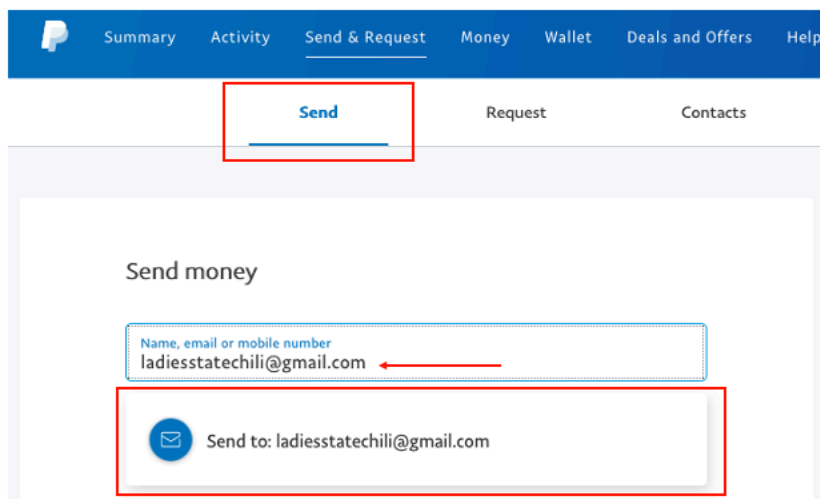 Summary Activity Send & Request Money Wallet Deals and Offers Help
Send Request Contacts
Send money
Name, email or mobile number
ladiesstatechili@gmail.com
Send to: ladiesstatechili@gmail.com